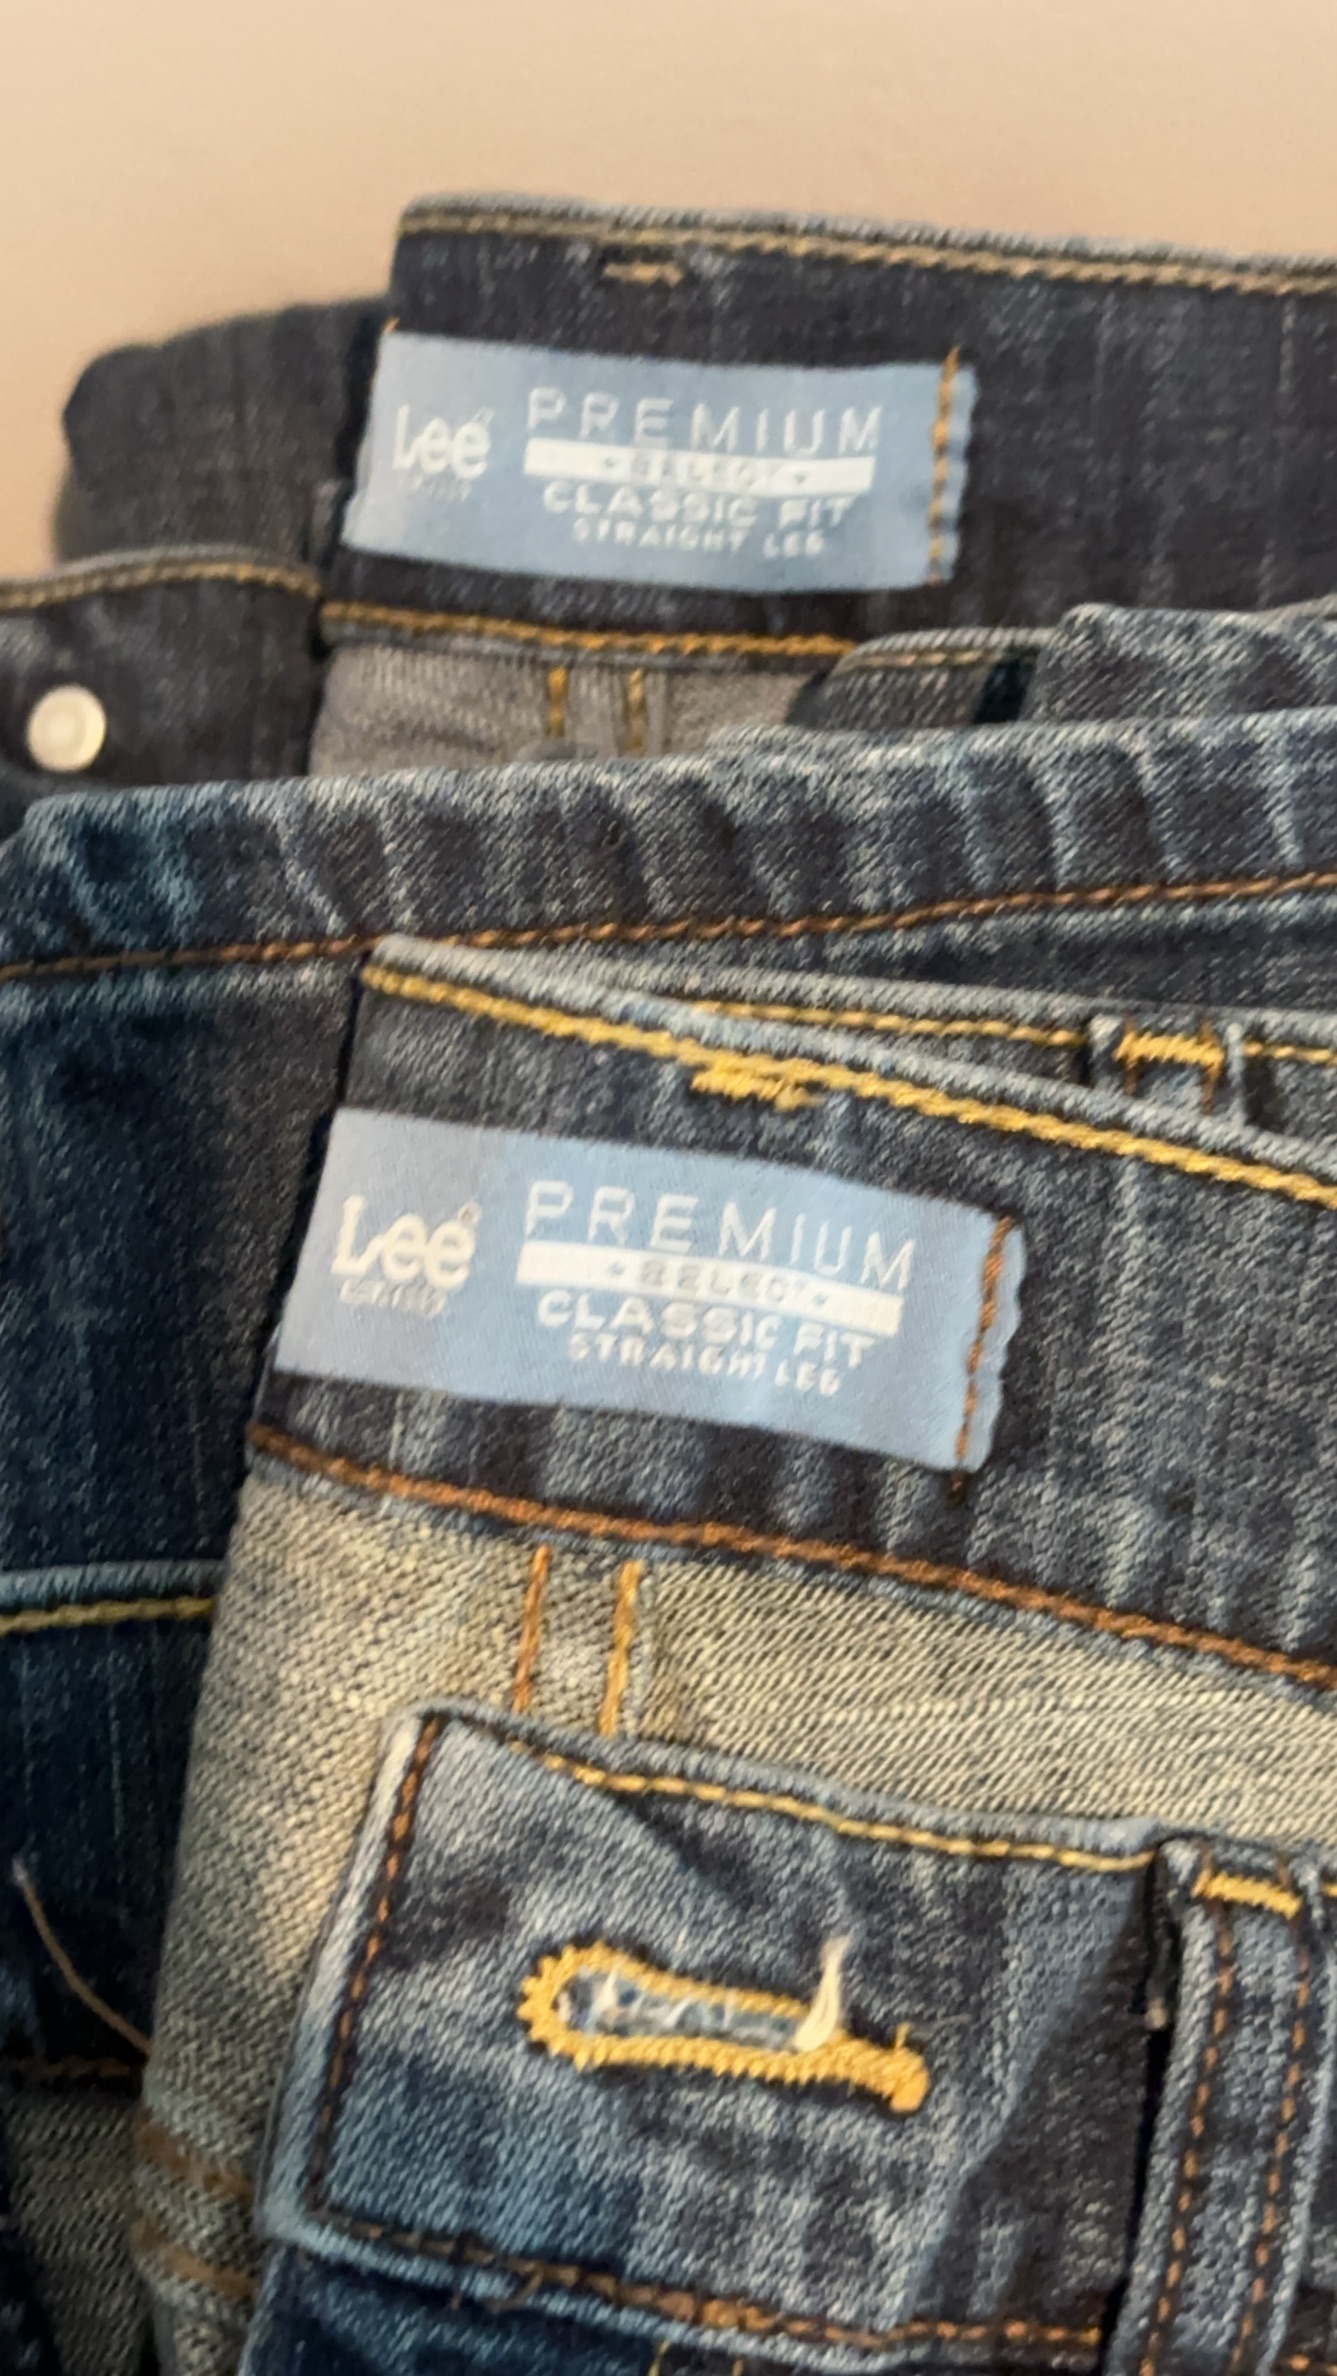 Lee®
PREMIUM
★ SELECT ★
CLASSIC FIT
STRAIGHT LEG
Lee®
PREMIUM
★ SELECT ★
CLASSIC FIT
STRAIGHT LEG